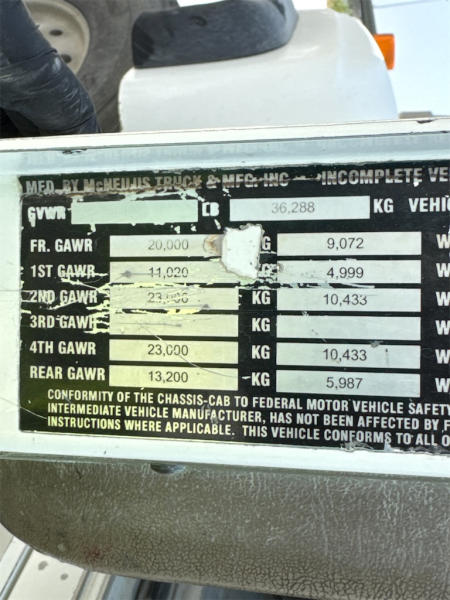 MFD. BY McNEILUS TRUCK & MFG. INC — INCOMPLETE VE
GVWR LB 36,288 KG VEHIC
FR. GAWR 20,000 G 9,072 W
1ST GAWR 11,020 G 4,999 W
2ND GAWR 23,000 KG 10,433 W
3RD GAWR KG W
4TH GAWR 23,000 KG 10,433 W
REAR GAWR 13,200 KG 5,987 W
CONFORMITY OF THE CHASSIS-CAB TO FEDERAL MOTOR VEHICLE SAFETY
INTERMEDIATE VEHICLE MANUFACTURER, HAS NOT BEEN AFFECTED BY F
INSTRUCTIONS WHERE APPLICABLE. THIS VEHICLE CONFORMS TO ALL O